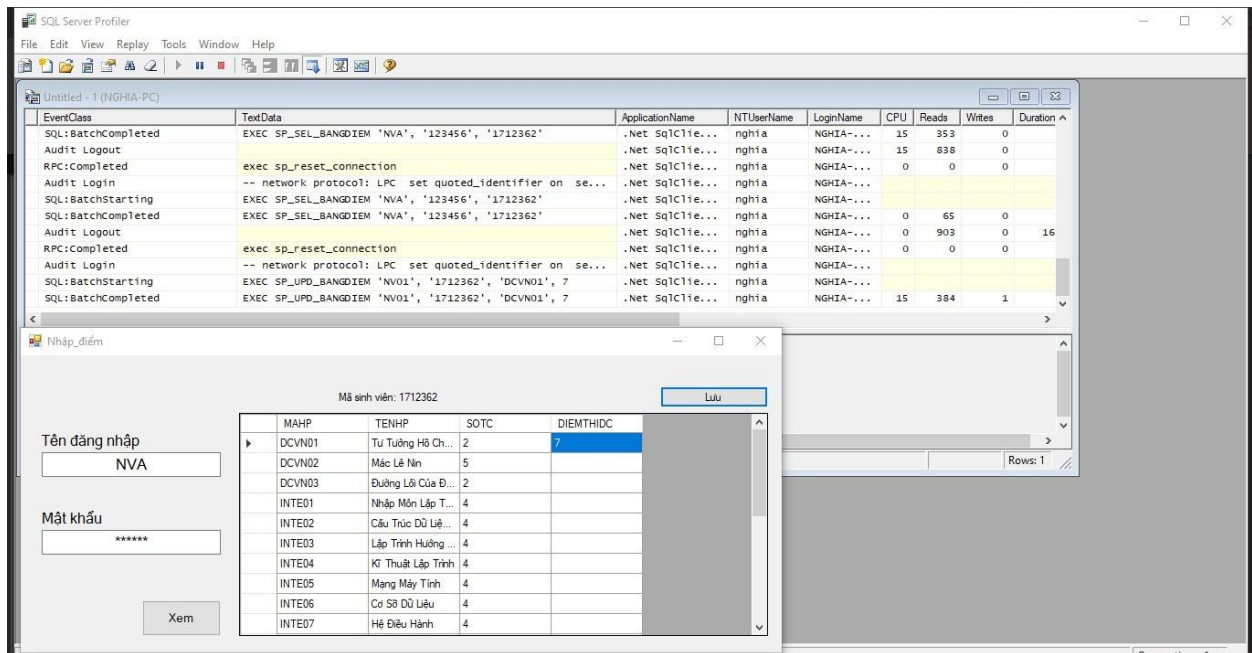 SQL Server Profiler
File Edit View Replay Tools Window Help
Untitled - 1 (NGHIA-PC)
EventClass TextData ApplicationName NTUserName LoginName CPU Reads Writes Duration
SQL:BatchCompleted EXEC SP_SEL_BANGDIEM 'NVA', '123456', '1712362' .Net SqlClie... nghia NGHIA-... 15 353 0
Audit Logout .Net SqlClie... nghia NGHIA-... 15 838 0
RPC:Completed exec sp_reset_connection .Net SqlClie... nghia NGHIA-... 0 0 0
Audit Login -- network protocol: LPC set quoted_identifier on se... .Net SqlClie... nghia NGHIA-...
SQL:BatchStarting EXEC SP_SEL_BANGDIEM 'NVA', '123456', '1712362' .Net SqlClie... nghia NGHIA-...
SQL:BatchCompleted EXEC SP_SEL_BANGDIEM 'NVA', '123456', '1712362' .Net SqlClie... nghia NGHIA-... 0 65 0
Audit Logout .Net SqlClie... nghia NGHIA-... 0 903 0 16
RPC:Completed exec sp_reset_connection .Net SqlClie... nghia NGHIA-... 0 0 0
Audit Login -- network protocol: LPC set quoted_identifier on se... .Net SqlClie... nghia NGHIA-...
SQL:BatchStarting EXEC SP_UPD_BANGDIEM 'NV01', '1712362', 'DCVN01', 7 .Net SqlClie... nghia NGHIA-...
SQL:BatchCompleted EXEC SP_UPD_BANGDIEM 'NV01', '1712362', 'DCVN01', 7 .Net SqlClie... nghia NGHIA-... 15 384 1
Rows: 1
Nhập_điểm
Mã sinh viên: 1712362
Lưu
Tên đăng nhập
NVA
Mật khẩu
******
Xem
MAHP TENHP SOTC DIEMTHIDC
DCVN01 Tư Tưởng Hồ Ch... 2 7
DCVN02 Mác Lê Nin 5
DCVN03 Đường Lối Của Đ... 2
INTE01 Nhập Môn Lập T... 4
INTE02 Cấu Trúc Dữ Liệ... 4
INTE03 Lập Trình Hướng ... 4
INTE04 Kĩ Thuật Lập Trình 4
INTE05 Mạng Máy Tính 4
INTE06 Cơ Sỡ Dữ Liệu 4
INTE07 Hệ Điều Hành 4